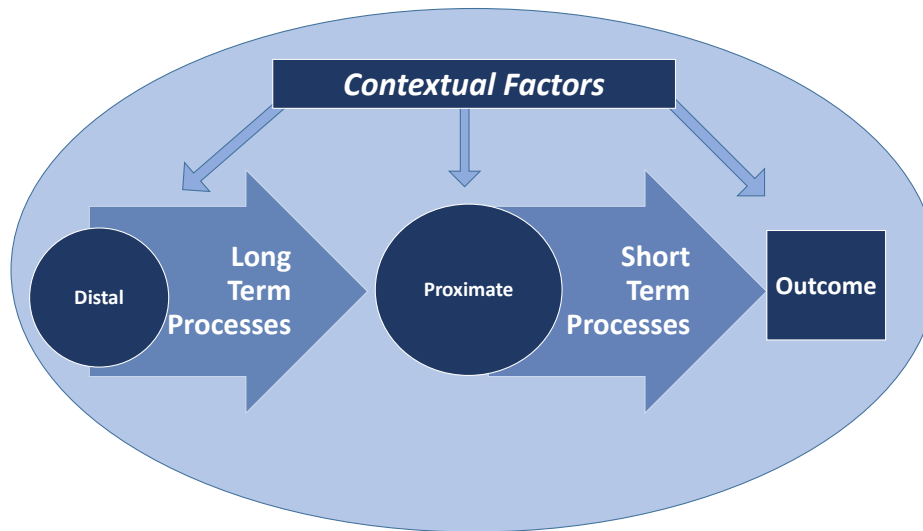 Contextual Factors
Distal
Long
Term
Processes
Proximate
Short
Term
Processes
Outcome